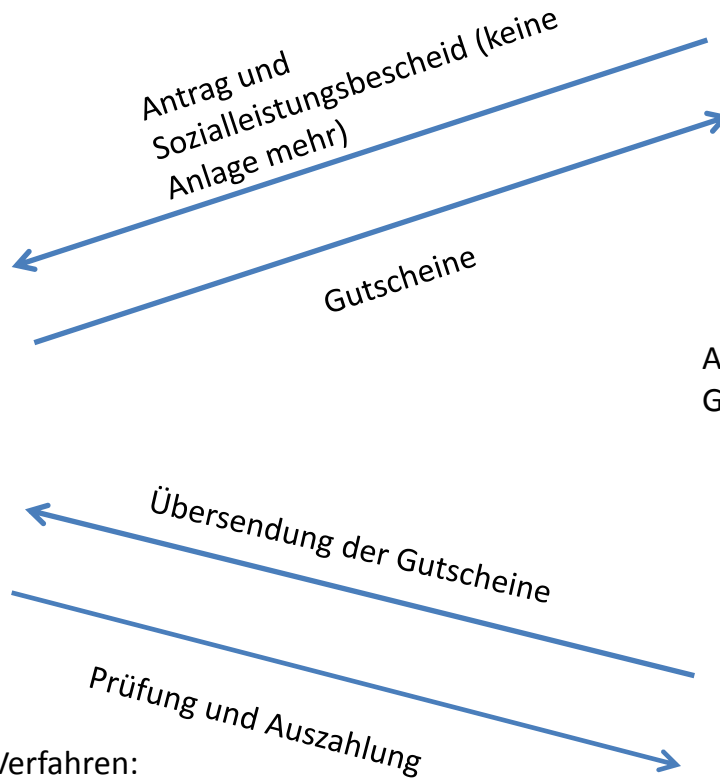 Antrag und
Sozialleistungsbescheid (keine
Anlage mehr)
Gutscheine
A
G
Übersendung der Gutscheine
Prüfung und Auszahlung
Verfahren: